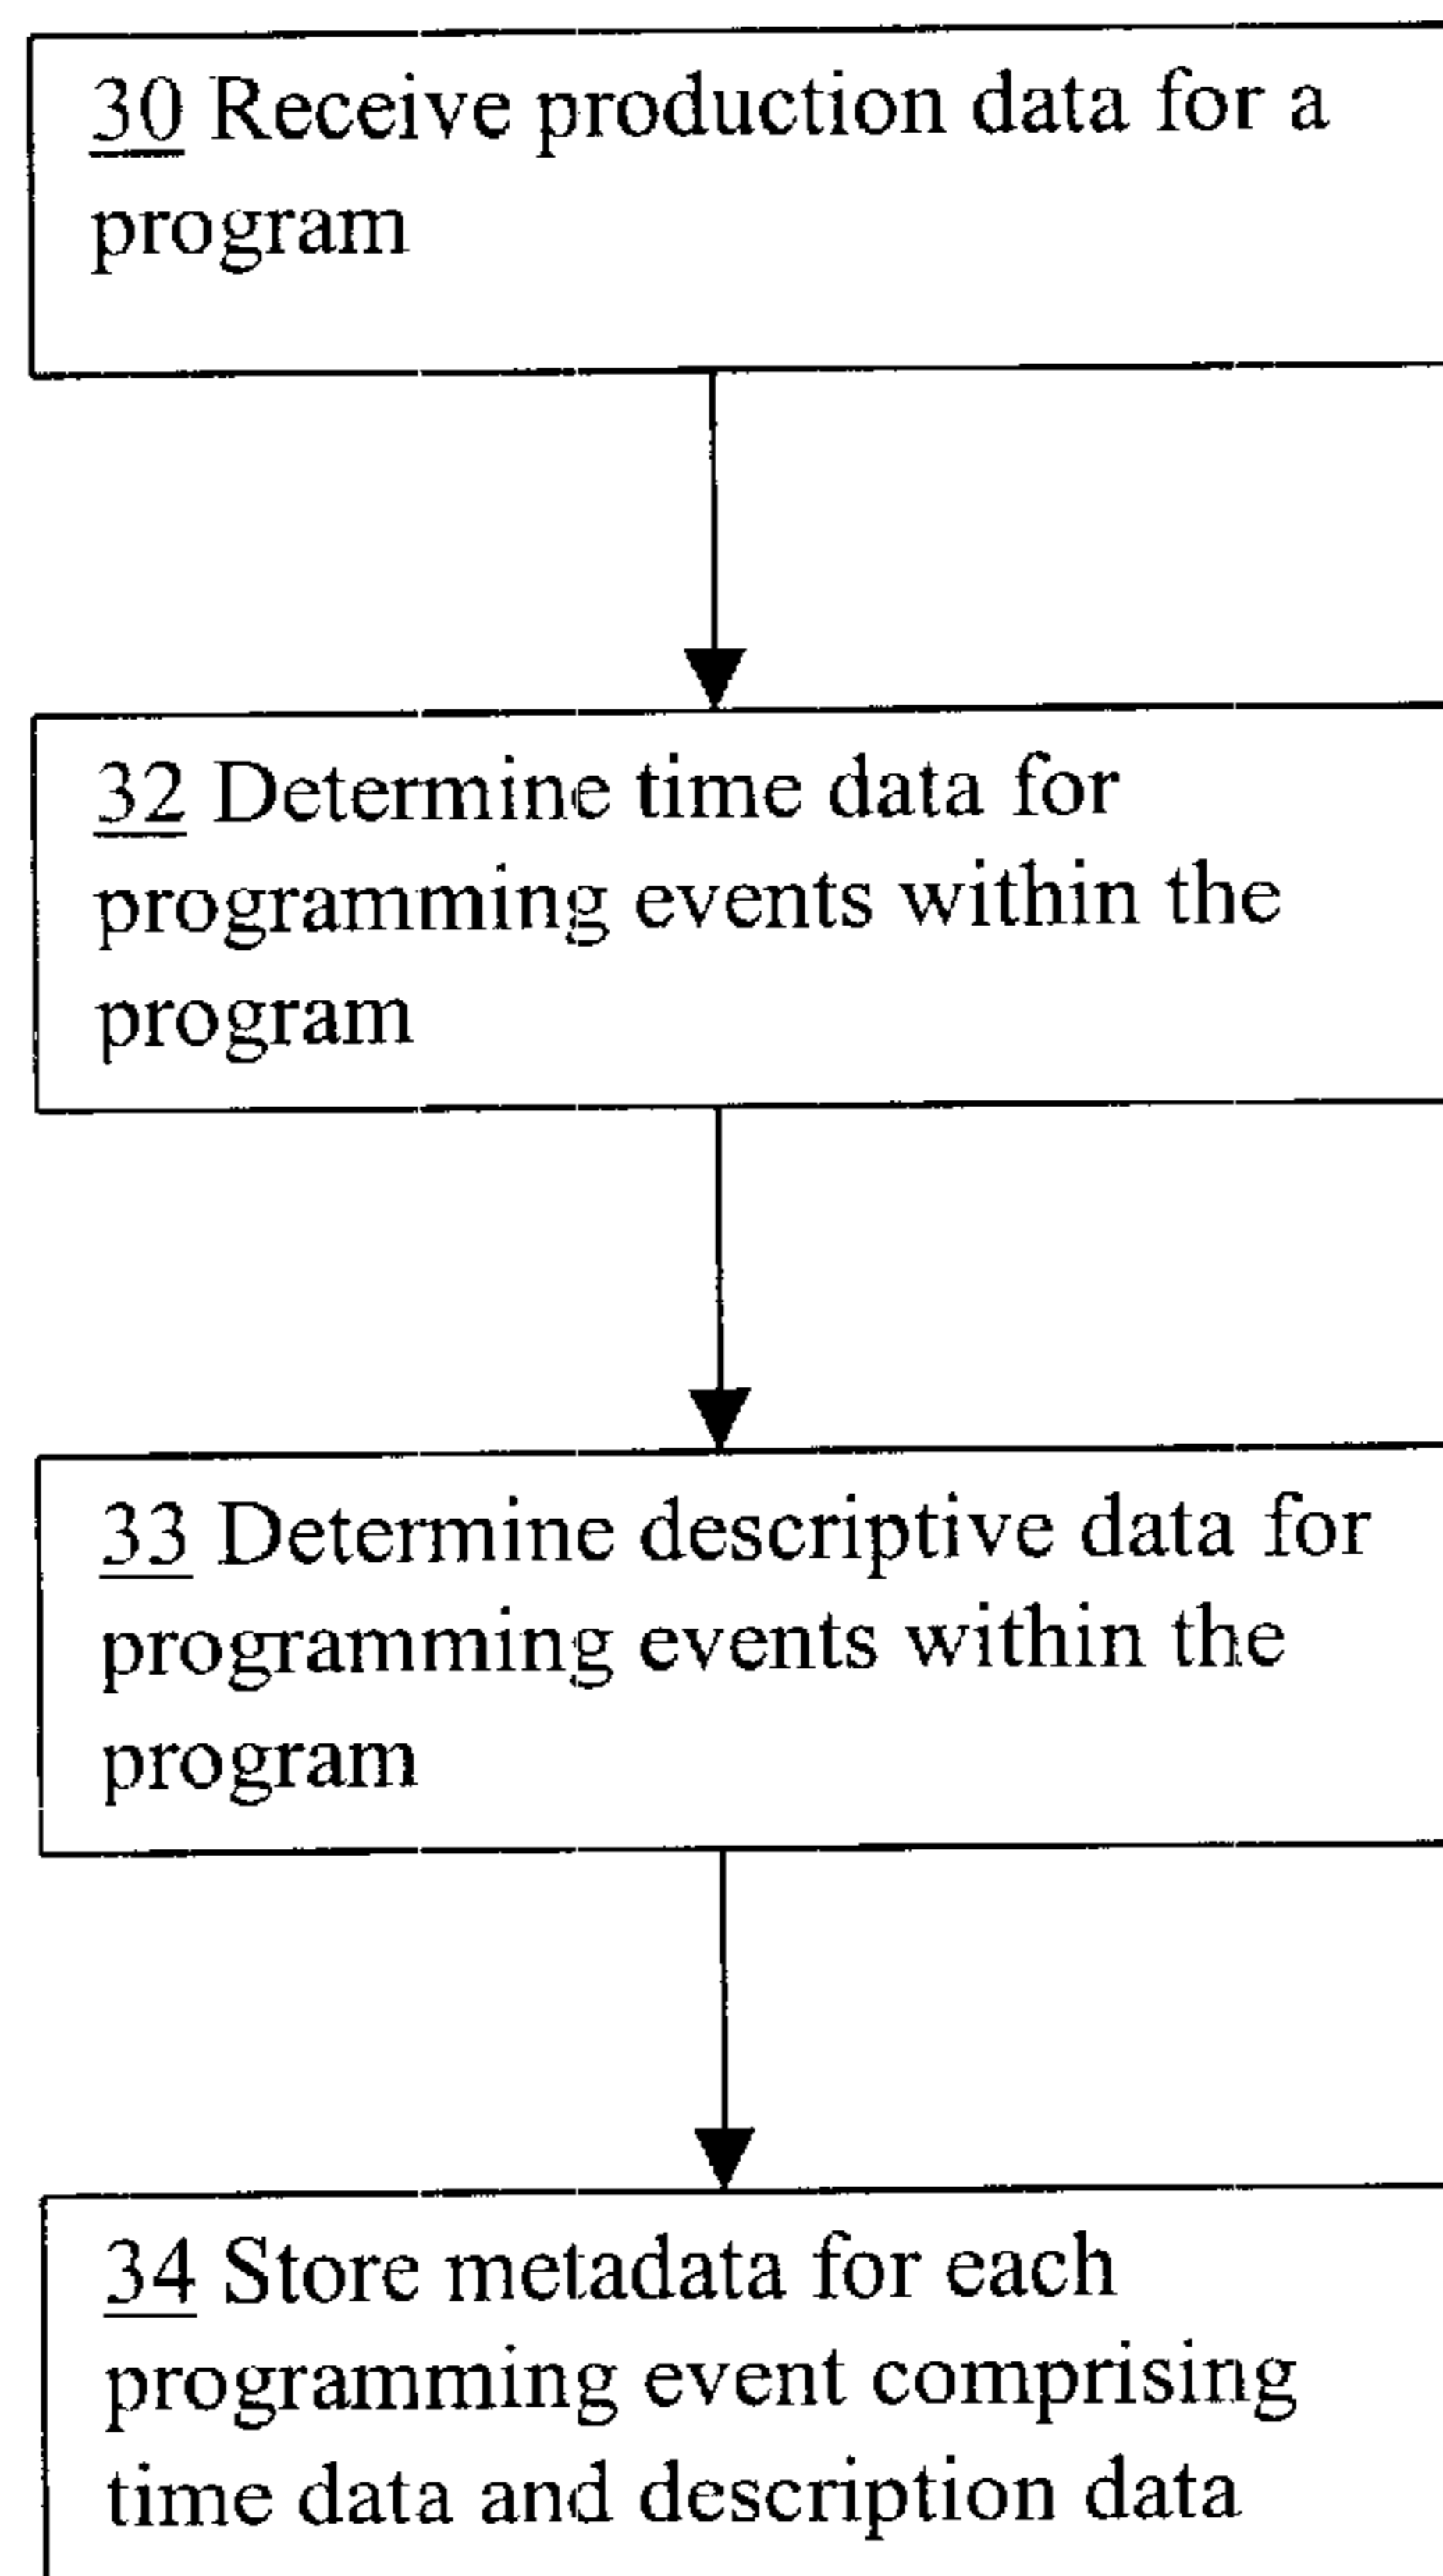 30 Receive production data for a
program
32 Determine time data for
programming events within the
program
33 Determine descriptive data for
programming events within the
program
34 Store metadata for each
programming event comprising
time data and description data